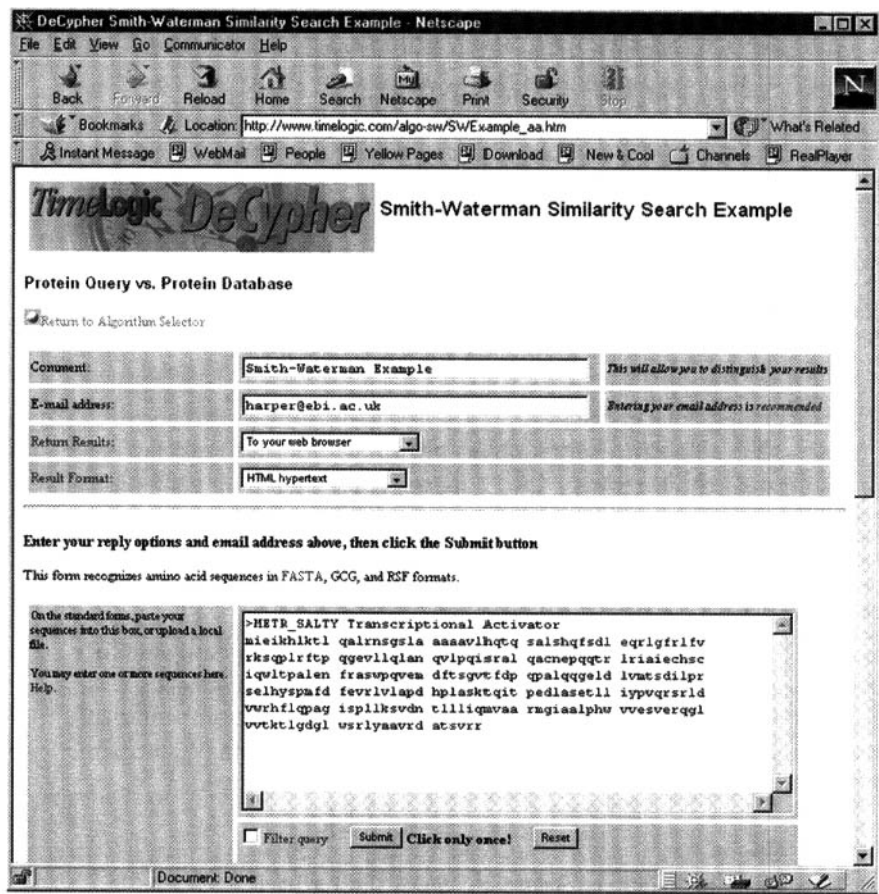 DeCypher Smith-Waterman Similarity Search Example - Netscape
File Edit View Go Communicator Help
Back Forward Reload Home Search Netscape Print Security Stop
Bookmarks Location: http://www.timelogic.com/algo-sw/SWExample_aa.htm What's Related
Instant Message WebMail People Yellow Pages Download New & Cool Channels RealPlayer
TimeLogic DeCypher Smith-Waterman Similarity Search Example
Protein Query vs. Protein Database
Return to Algorithm Selector
Comment: Smith-Waterman Example This will allow you to distinguish your results
E-mail address: harper@ebi.ac.uk Entering your email address is recommended
Return Results: To your web browser
Result Format: HTML hypertext
Enter your reply options and email address above, then click the Submit button
This form recognizes amino acid sequences in FASTA, GCG, and RSF formats.
On the standard forms, paste your
sequences into this box, or upload a local
file.
You may enter one or more sequences here.
Help.
>METR_SALTY Transcriptional Activator
mieikhlktl qalrnsgsla aaaavlhqtq salshqfsdl eqrlgfrlfv
rksqplrftp qgevllqlan qvlpqisral qacnepqqtr lriaiechsc
iqwltpalen fraswpqvem dftsgvtfdp qpalqqgeld lvmtsdilpr
selhyspmfd fevrlvlapd hplasktqit pedlasetll iypvqrsrld
vwrhflqpag ispllksvdn tllliqmvaa rmgiaalphw vvesverqgl
vvtktlgdgl wsrlyaavrd atsvrr
Filter query Submit Click only once! Reset
Document: Done